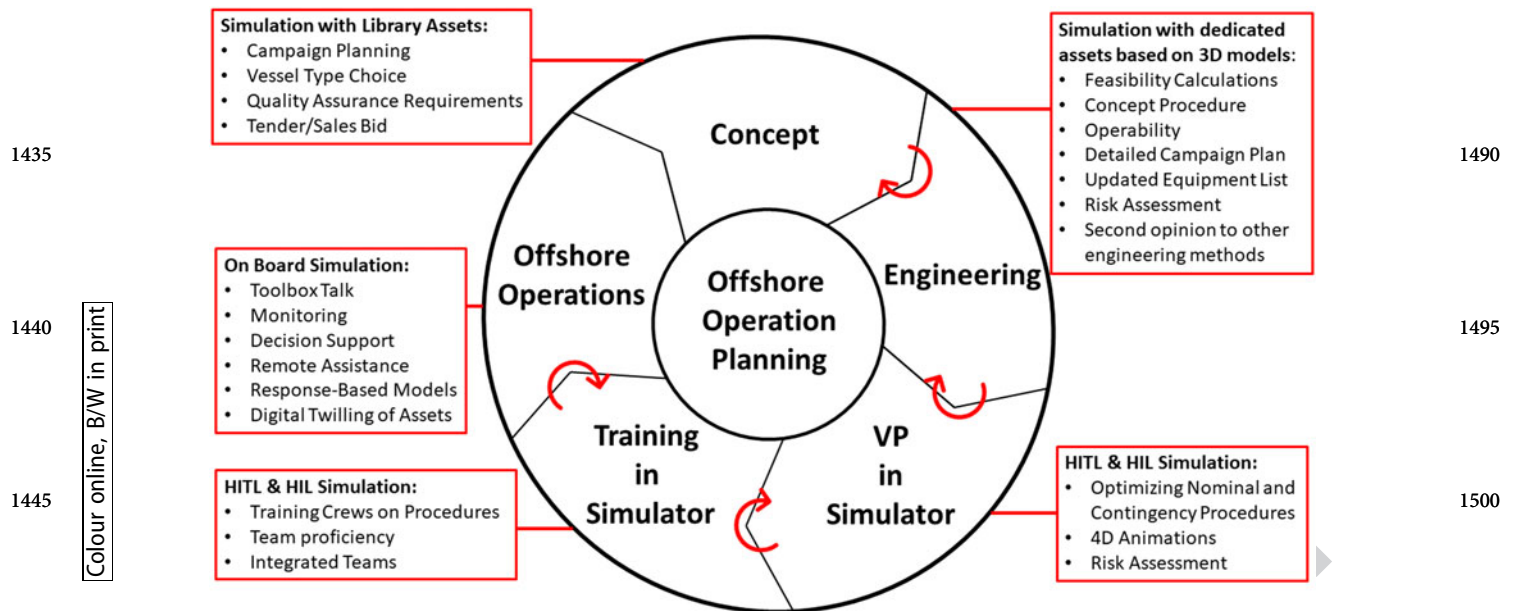 Simulation with Library Assets:
• Campaign Planning
• Vessel Type Choice
• Quality Assurance Requirements
• Tender/Sales Bid
Simulation with dedicated
assets based on 3D models:
• Feasibility Calculations
• Concept Procedure
• Operability
• Detailed Campaign Plan
• Updated Equipment List
• Risk Assessment
• Second opinion to other
engineering methods
1435
1490
Concept
Offshore
Operations
Engineering
Offshore
Operation
Planning
On Board Simulation:
• Toolbox Talk
• Monitoring
• Decision Support
• Remote Assistance
• Response-Based Models
• Digital Twilling of Assets
1440
1495
Colour online, B/W in print
Training
in
Simulator
VP
in
Simulator
HITL & HIL Simulation:
• Training Crews on Procedures
• Team proficiency
• Integrated Teams
HITL & HIL Simulation:
• Optimizing Nominal and
Contingency Procedures
• 4D Animations
• Risk Assessment
1445
1500